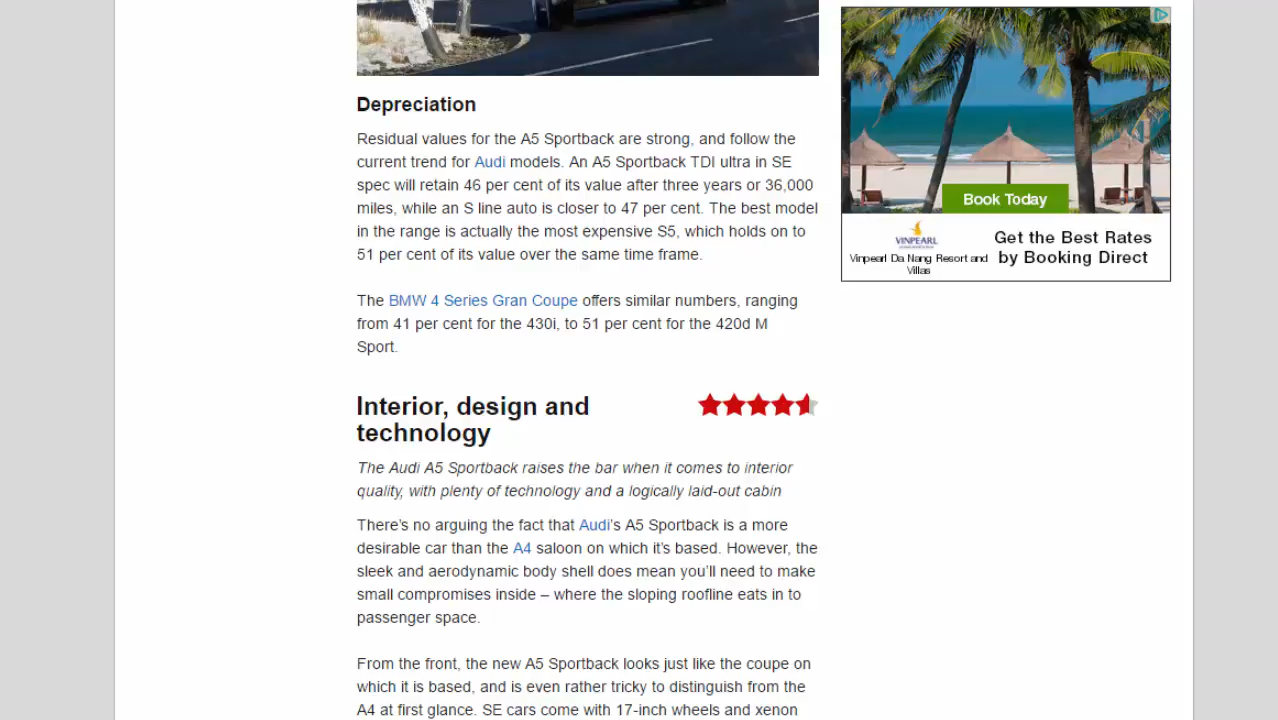 Depreciation
Residual values for the A5 Sportback are strong, and follow the
current trend for Audi models. An A5 Sportback TDI ultra in SE
spec will retain 46 per cent of its value after three years or 36,000
miles, while an S line auto is closer to 47 per cent. The best model
in the range is actually the most expensive S5, which holds on to
51 per cent of its value over the same time frame.
The BMW 4 Series Gran Coupe offers similar numbers, ranging
from 41 per cent for the 430i, to 51 per cent for the 420d M
Sport.
Interior, design and
technology
The Audi A5 Sportback raises the bar when it comes to interior
quality, with plenty of technology and a logically laid-out cabin
There's no arguing the fact that Audi's A5 Sportback is a more
desirable car than the A4 saloon on which it's based. However, the
sleek and aerodynamic body shell does mean you'll need to make
small compromises inside – where the sloping roofline eats in to
passenger space.
From the front, the new A5 Sportback looks just like the coupe on
which it is based, and is even rather tricky to distinguish from the
A4 at first glance. SE cars come with 17-inch wheels and xenon
Book Today
VINPEARL
Vinpearl Da Nang Resort and
Villas
Get the Best Rates
by Booking Direct